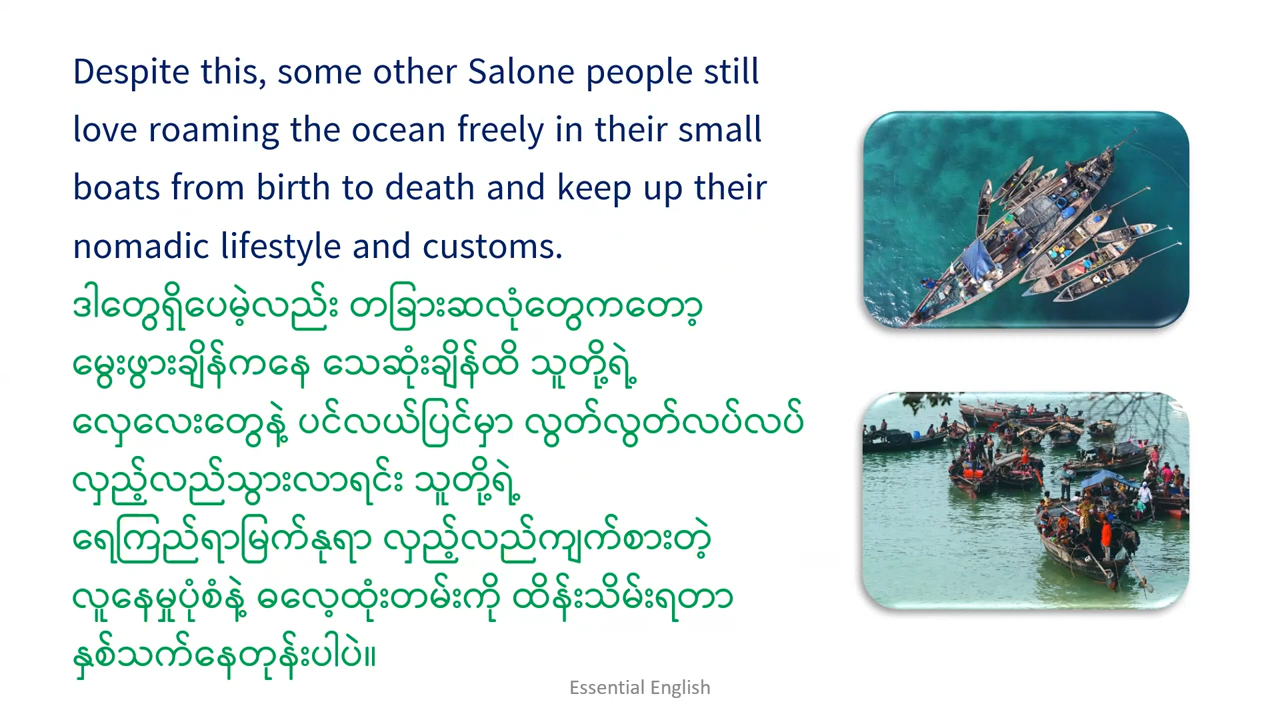 Despite this, some other Salone people still
love roaming the ocean freely in their small
boats from birth to death and keep up their
nomadic lifestyle and customs.
ဒါတွေရှိပေမဲ့လည်း တခြားဆလုံတွေကတော့
မွေးဖွားချိန်ကနေ သေဆုံးချိန်ထိ သူတို့ရဲ့
လှေလေးတွေနဲ့ ပင်လယ်ပြင်မှာ လွတ်လွတ်လပ်လပ်
လှည့်လည်သွားလာရင်း သူတို့ရဲ့
ရေကြည်ရာမြက်နုရာ လှည့်လည်ကျက်စားတဲ့
လူနေမှုပုံစံနဲ့ ဓလေ့ထုံးတမ်းကို ထိန်းသိမ်းရတာ
နှစ်သက်နေတုန်းပါပဲ။
Essential English